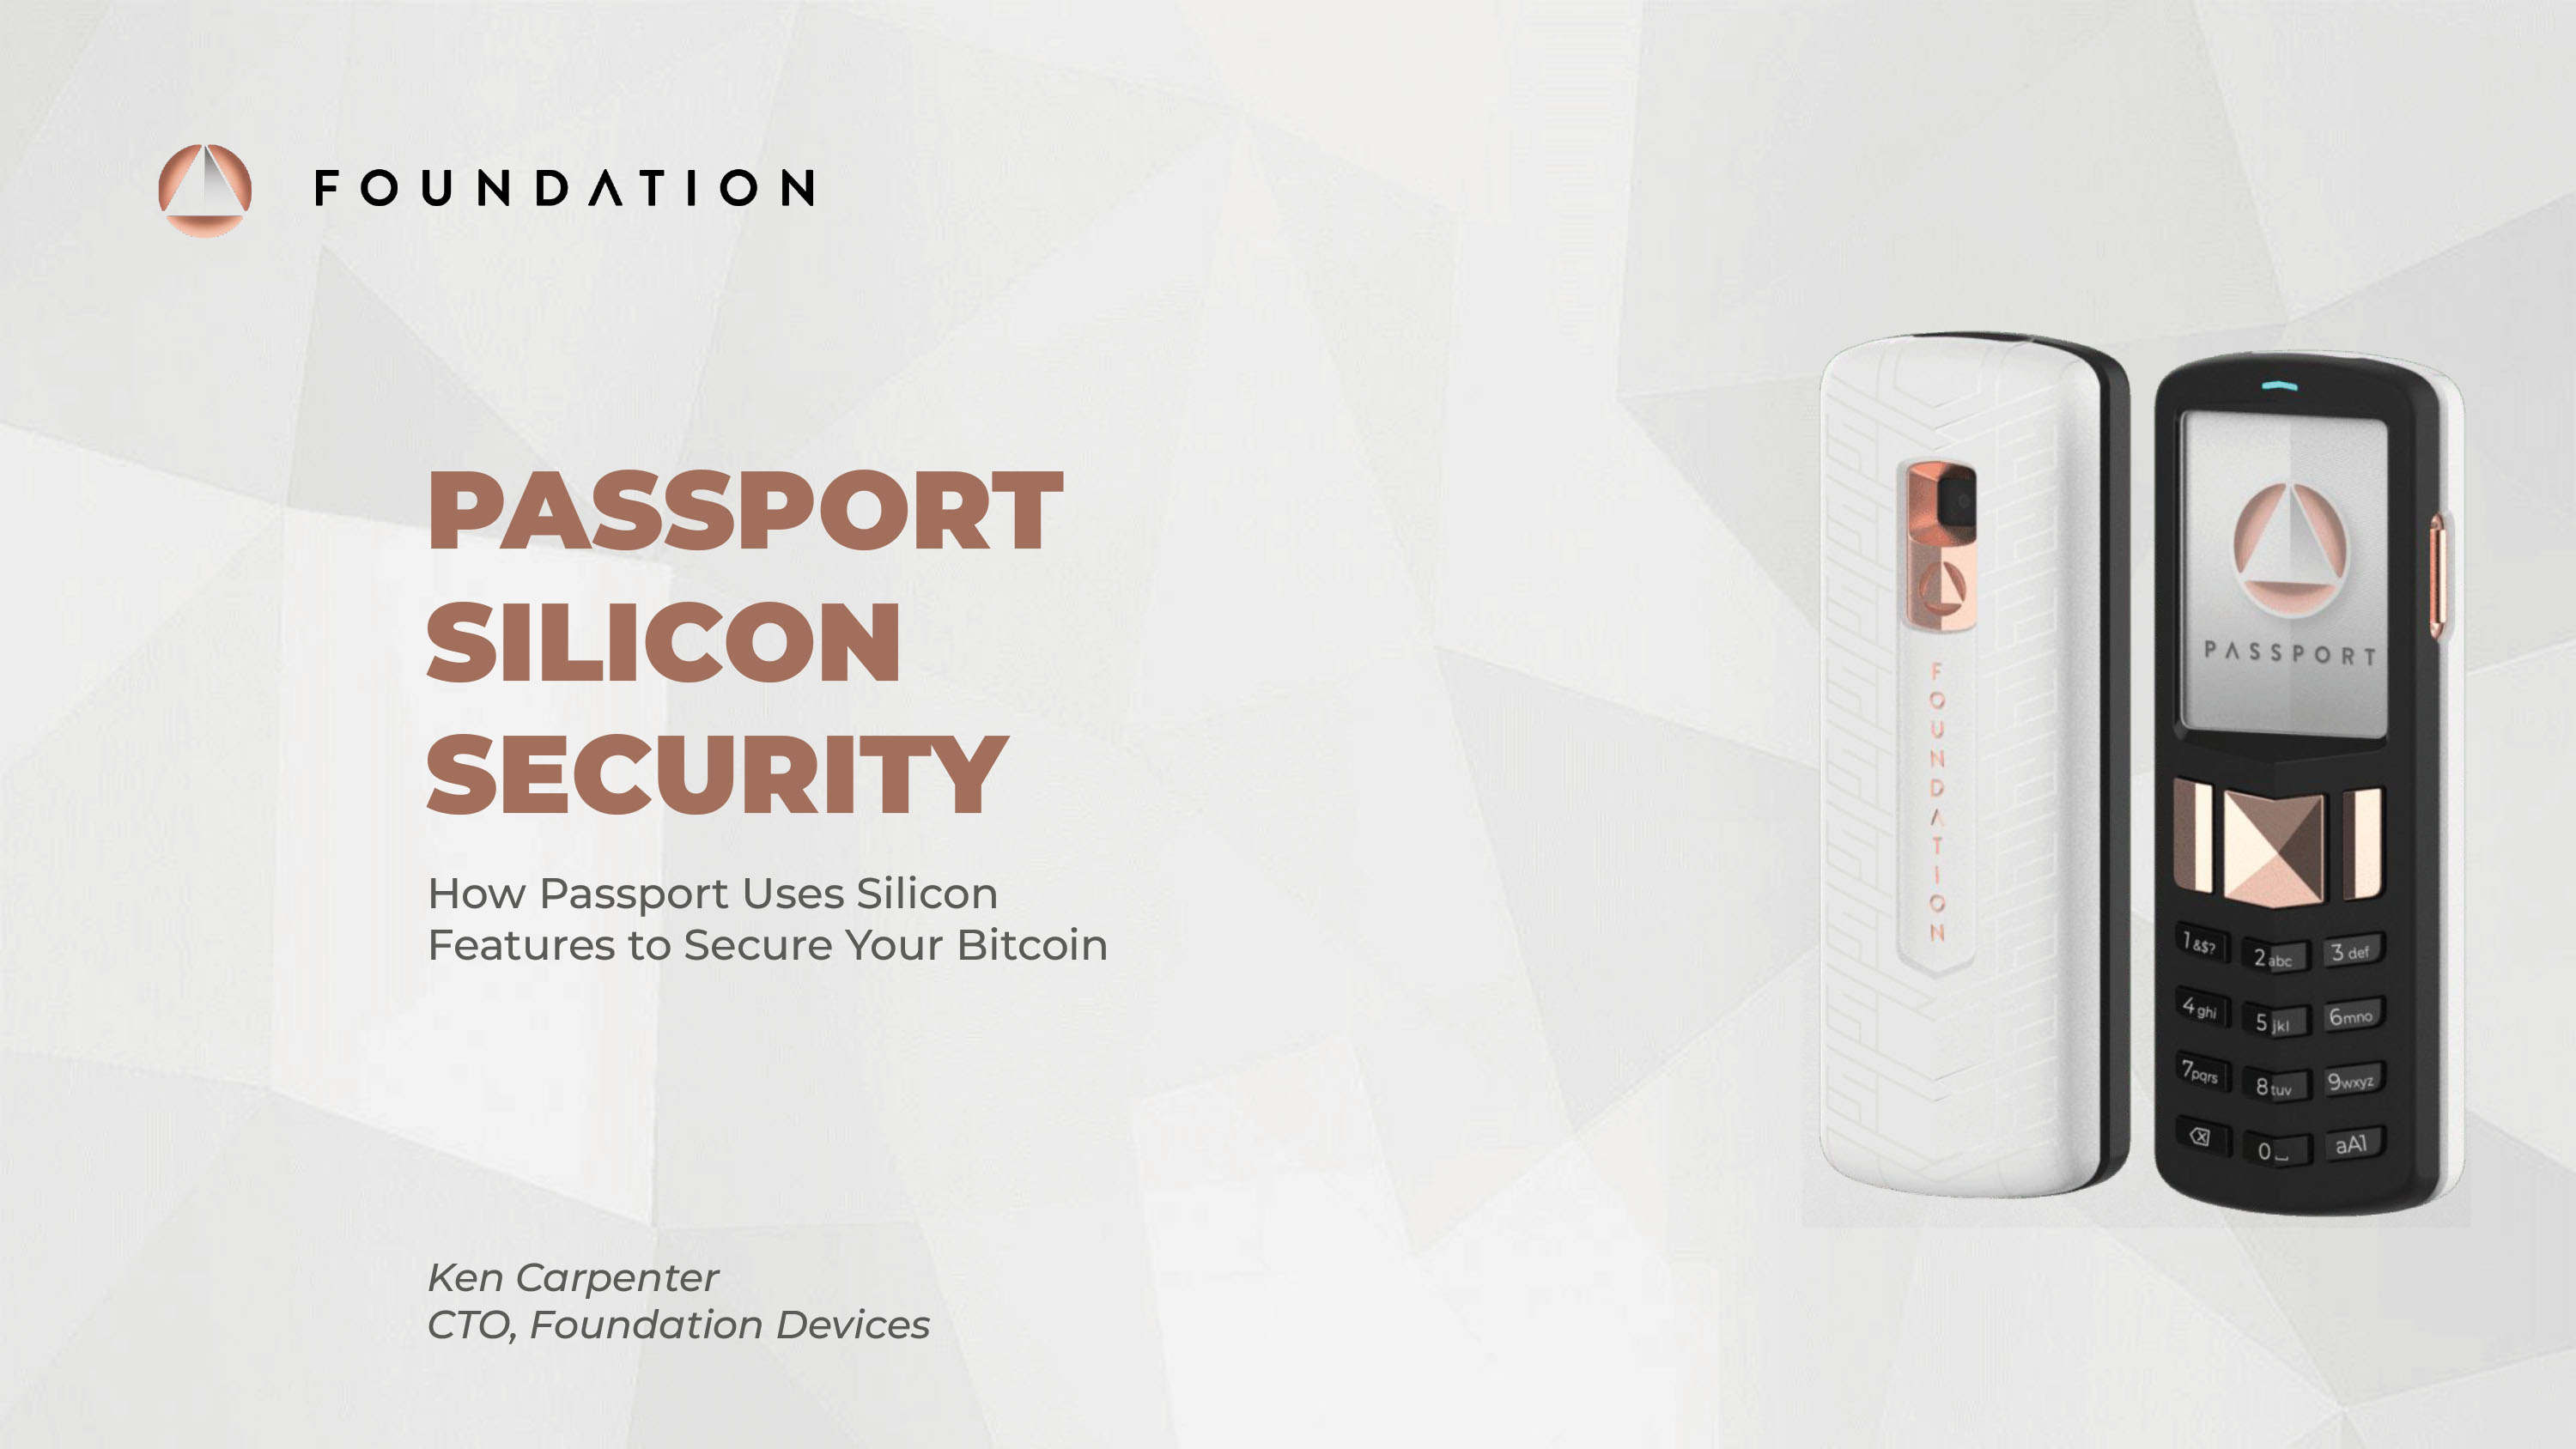 FOUNDATION
PASSPORT
SILICON
SECURITY
How Passport Uses Silicon
Features to Secure Your Bitcoin
Ken Carpenter
CTO, Foundation Devices
FOUNDATION
PASSPORT
1 &$?
2 abc
3 def
4 ghi
5 jkl
6 mno
7 pqrs
8 tuv
9 wxyz
0
aA1